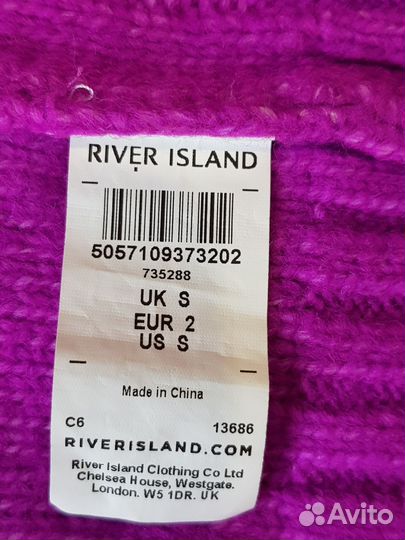 RIVER ISLAND
5057109373202
735288
UK S
EUR 2
US S
Made in China
C6 13686
RIVERISLAND.COM
River Island Clothing Co Ltd
Chelsea House, Westgate.
London. W5 1DR. UK
Avito